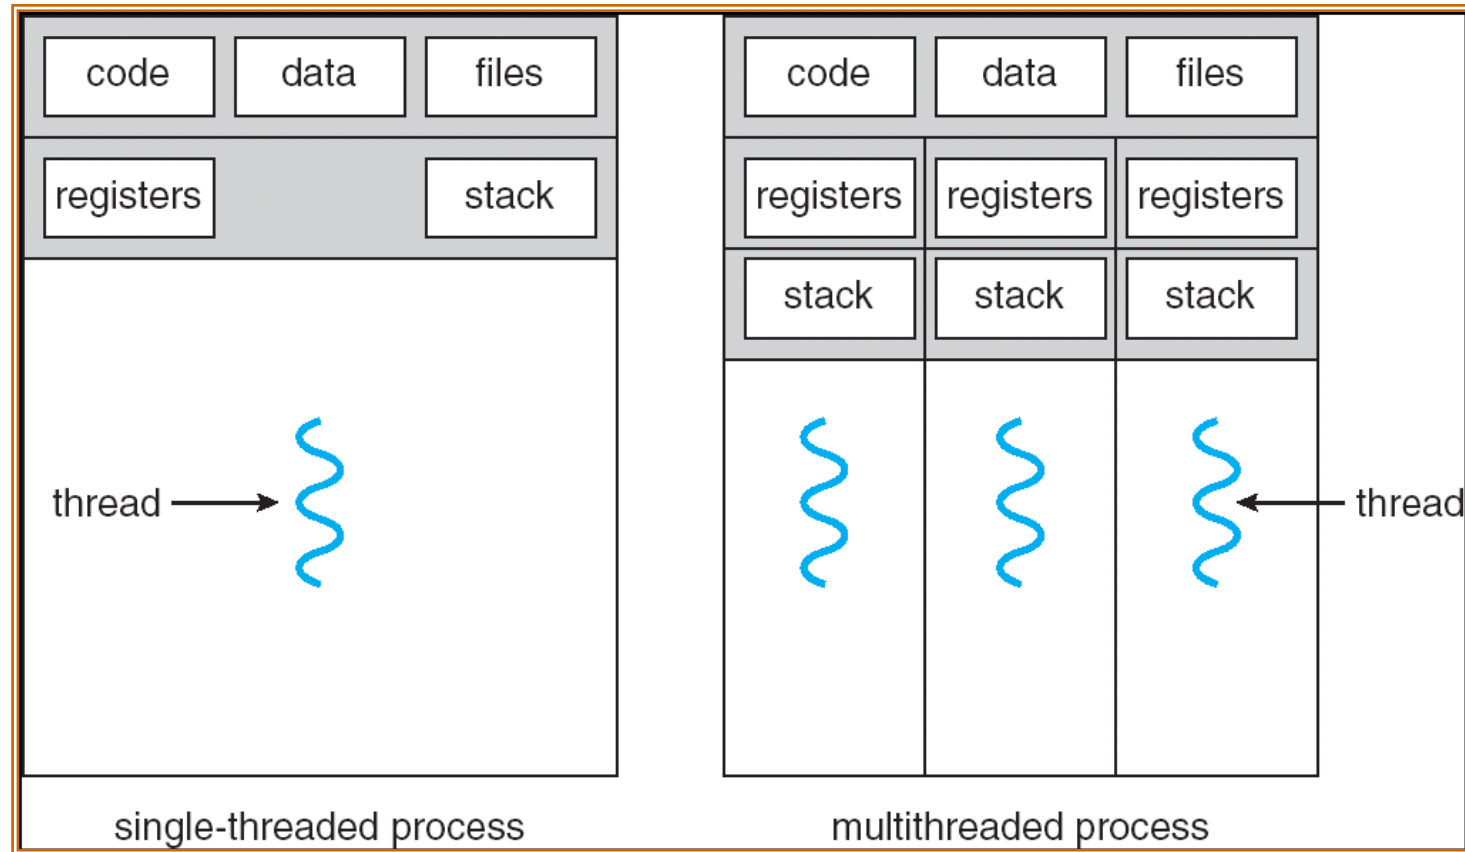 code data files
registers stack
thread
single-threaded process
code data files
registers registers registers
stack stack stack
thread
multithreaded process